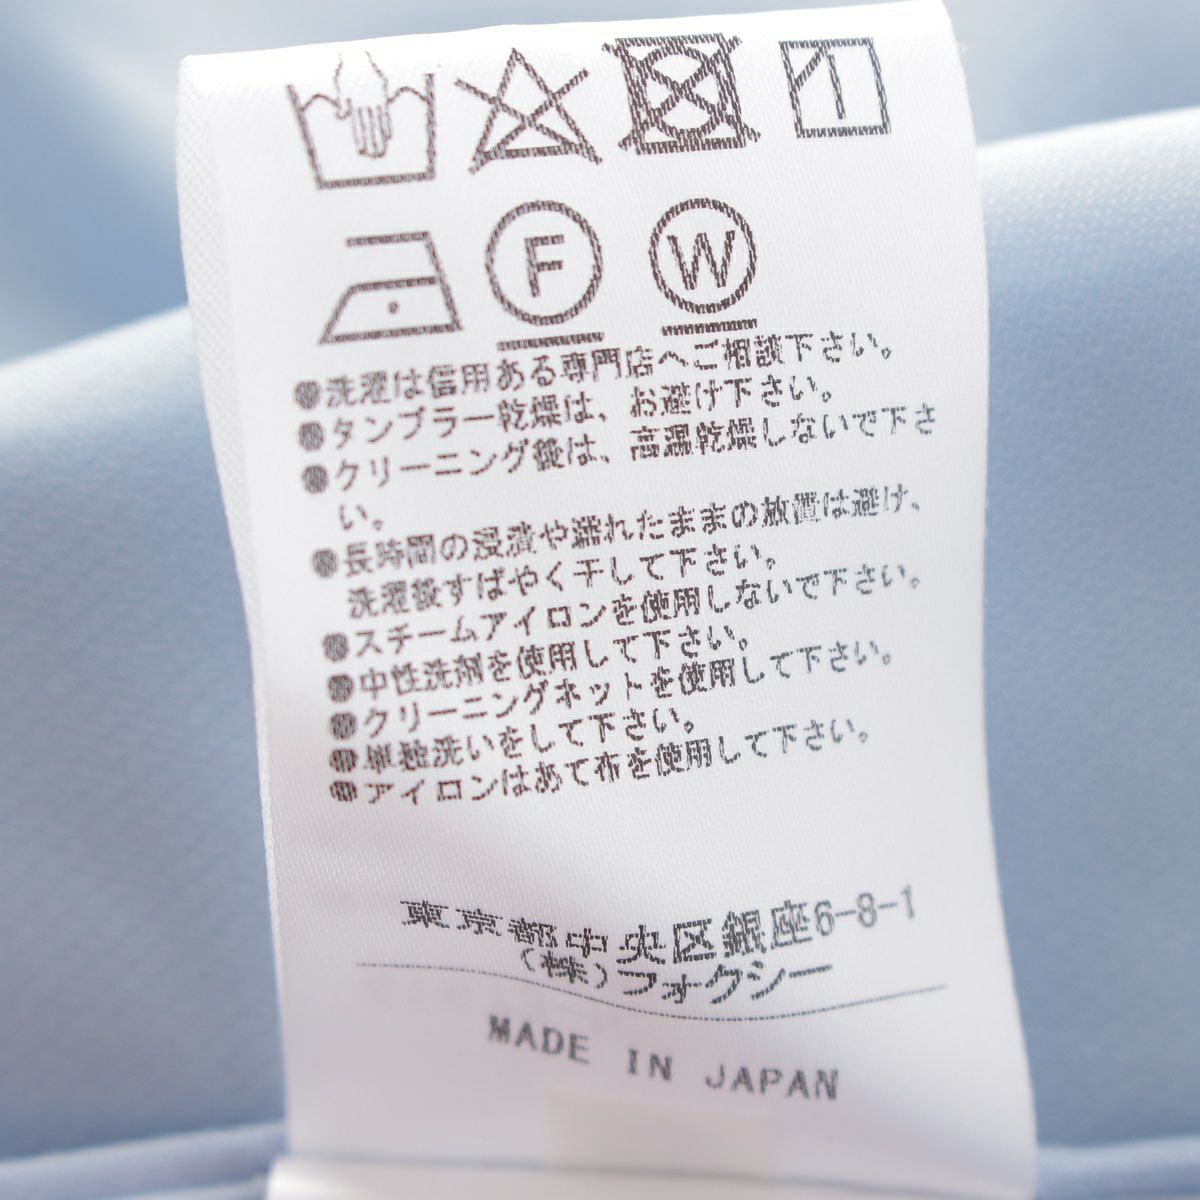 F W
●洗濯は信用ある専門店へご相談下さい。
●タンブラー乾燥は、お避け下さい。
●クリーニング後は、高温乾燥しないで下さ
い。
●長時間の浸漬や濡れたままの放置は避け、
洗濯後すばやく干して下さい。
●スチームアイロンを使用しないで下さい。
●中性洗剤を使用して下さい。
●クリーニングネットを使用して下さい。
●単独洗いをして下さい。
●アイロンはあて布を使用して下さい。
東京都中央区銀座6-8-1
(株)フォクシー
MADE IN JAPAN